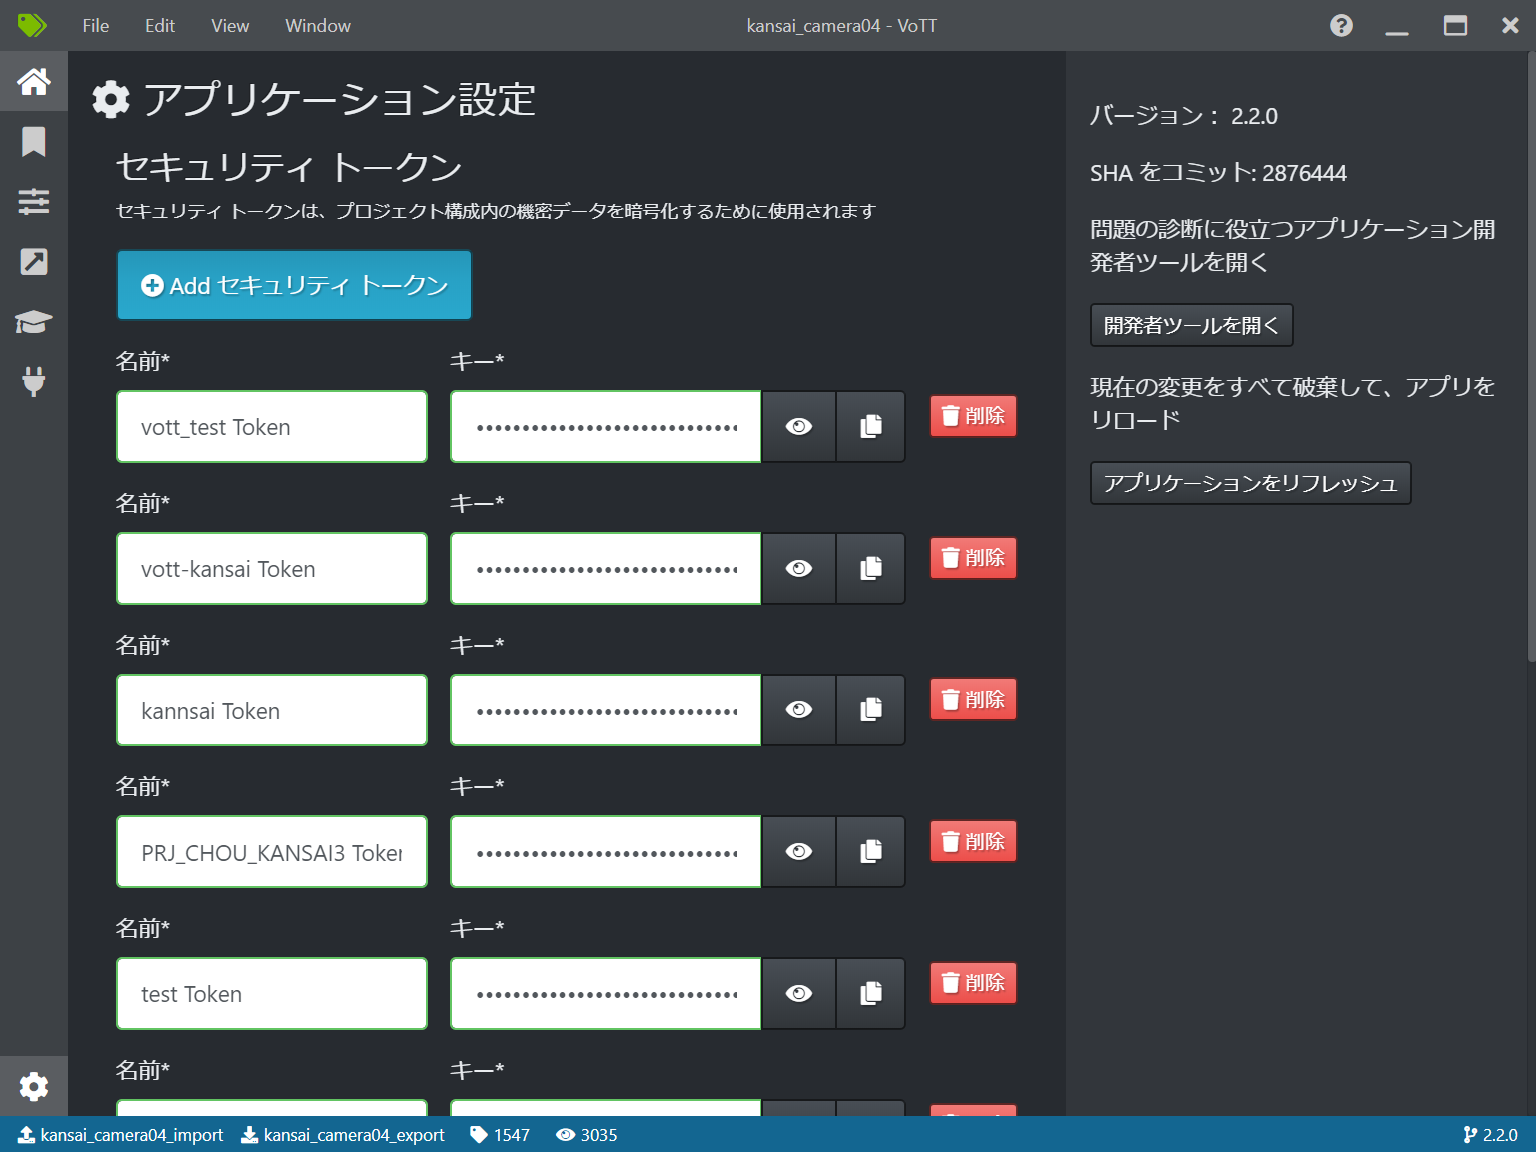 File Edit View Window kansai_camera04 - VoTT
アプリケーション設定
セキュリティ トークン
セキュリティ トークンは、プロジェクト構成内の機密データを暗号化するために使用されます
Add セキュリティ トークン
名前* キー*
vott_test Token 削除
名前* キー*
vott-kansai Token 削除
名前* キー*
kannsai Token 削除
名前* キー*
PRJ_CHOU_KANSAI3 Token 削除
名前* キー*
test Token 削除
名前* キー*
バージョン： 2.2.0
SHA をコミット: 2876444
問題の診断に役立つアプリケーション開
発者ツールを開く
開発者ツールを開く
現在の変更をすべて破棄して、アプリを
リロード
アプリケーションをリフレッシュ
kansai_camera04_import kansai_camera04_export 1547 3035 2.2.0